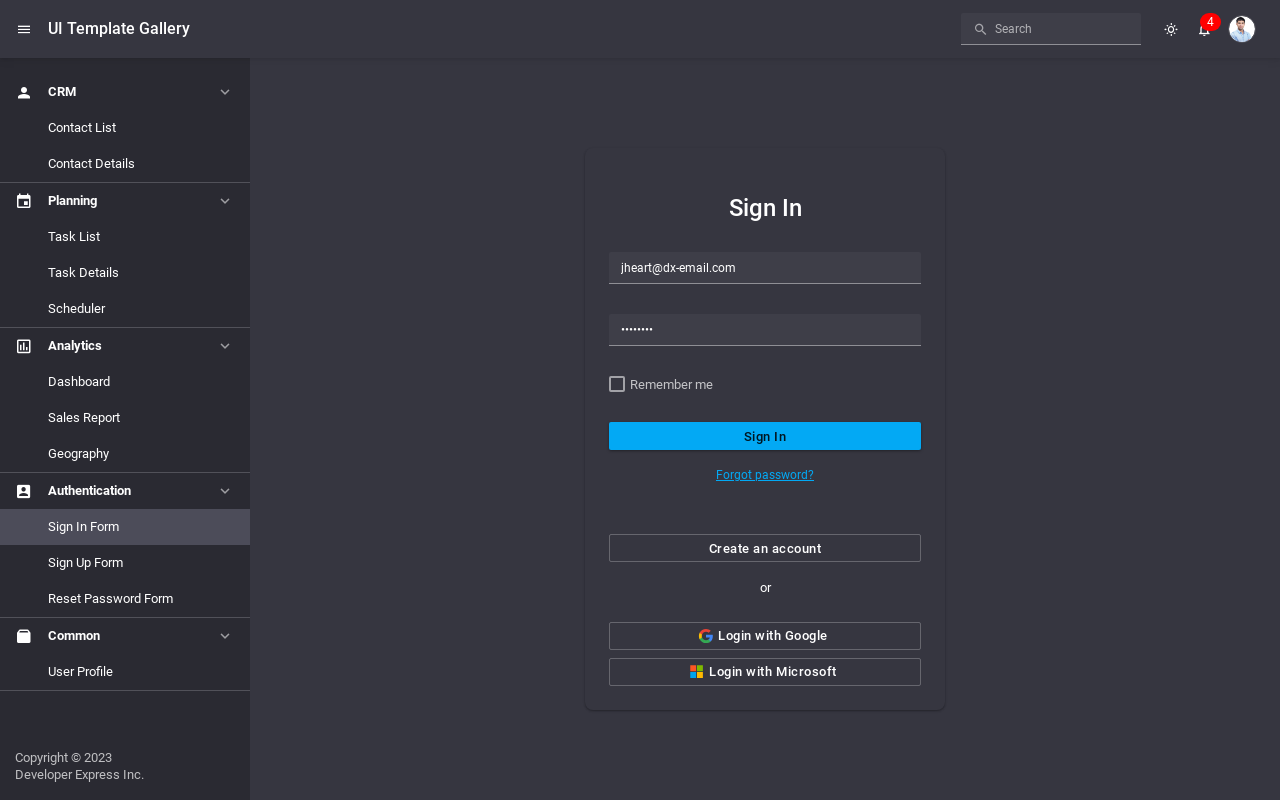 UI Template Gallery
Search
4
CRM
Contact List
Contact Details
Planning
Task List
Task Details
Scheduler
Analytics
Dashboard
Sales Report
Geography
Authentication
Sign In Form
Sign Up Form
Reset Password Form
Common
User Profile
Copyright © 2023
Developer Express Inc.
Sign In
jheart@dx-email.com
••••••••
Remember me
Sign In
Forgot password?
Create an account
or
Login with Google
Login with Microsoft